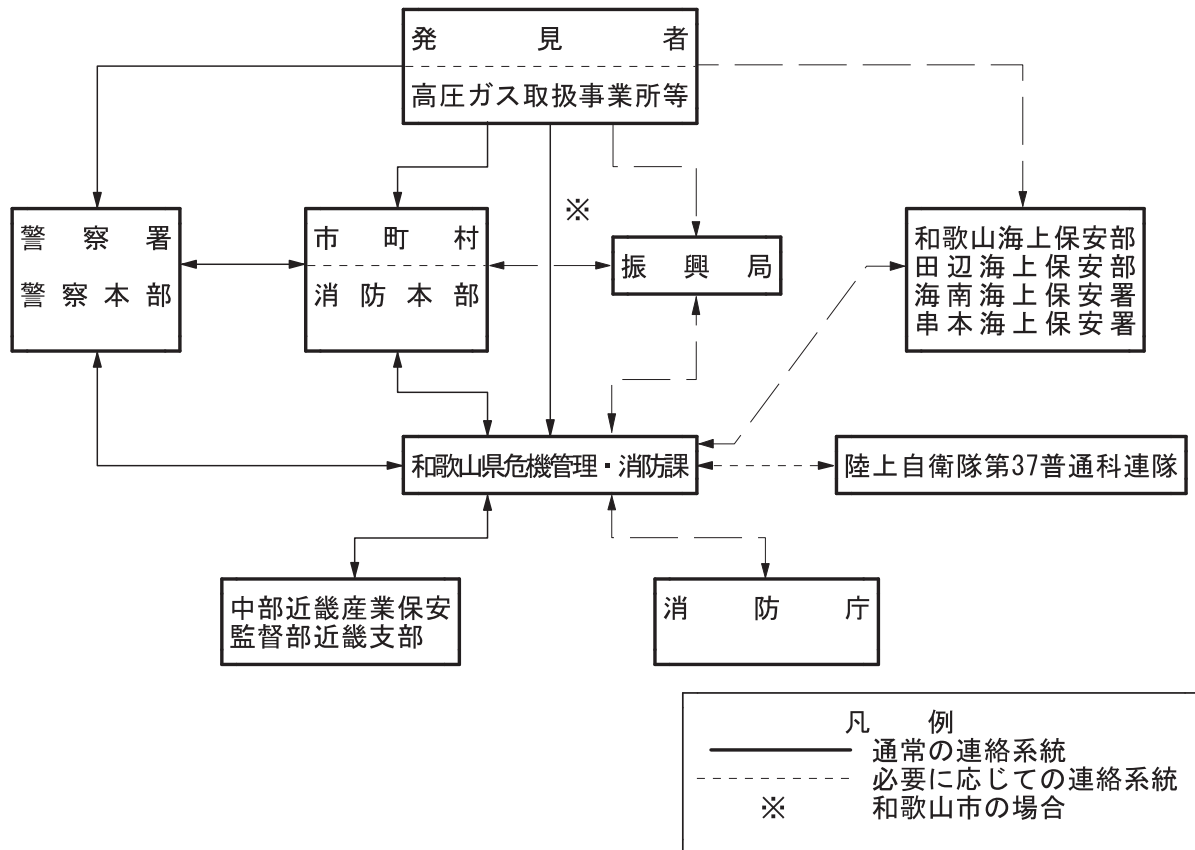 発見者
高圧ガス取扱事業所等
※
警察署
警察本部
市町村
消防本部
振興局
和歌山海上保安部
田辺海上保安部
海南海上保安署
串本海上保安署
和歌山県危機管理・消防課
陸上自衛隊第37普通科連隊
中部近畿産業保安
監督部近畿支部
消防庁
凡例
通常の連絡系統
必要に応じての連絡系統
※ 和歌山市の場合